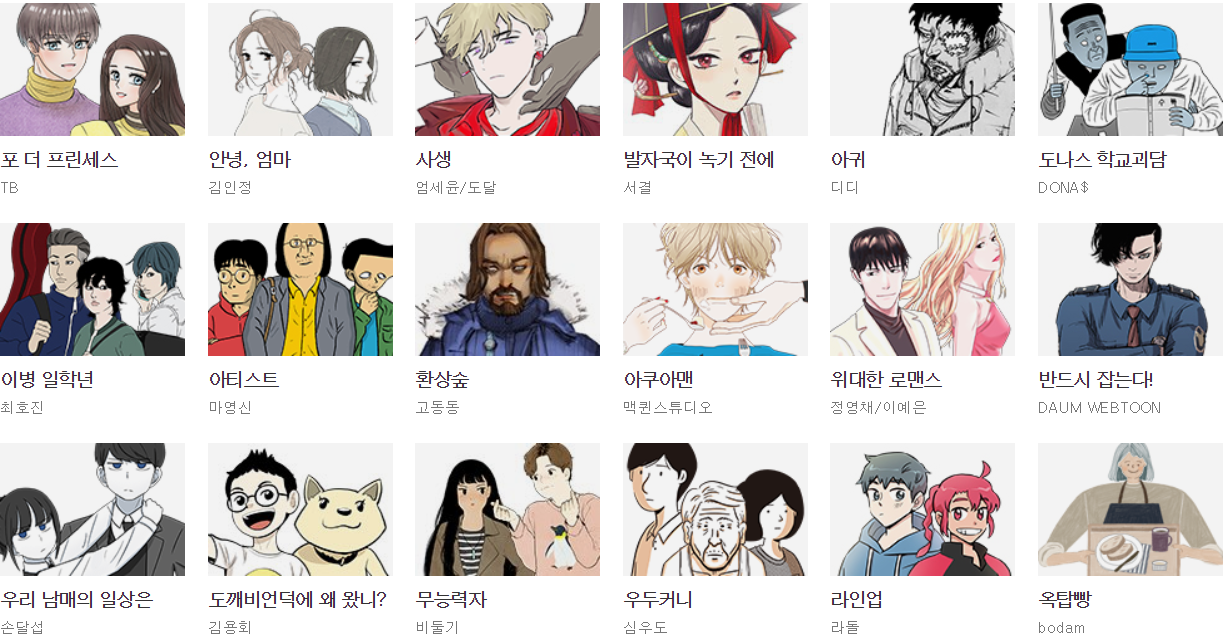 포 더 프린세스
TB
안녕, 엄마
김인정
사생
엄세윤/도달
발자국이 녹기 전에
서결
아귀
디디
도나스 학교괴담
DONA$
이병 일학년
최호진
아티스트
마영신
환상숲
고동동
아쿠아맨
맥퀸스튜디오
위대한 로맨스
정영채/이예은
반드시 잡는다!
DAUM WEBTOON
우리 남매의 일상은
손달섭
도깨비언덕에 왜 왔니?
김용회
무능력자
비둘기
우두커니
심우도
라인업
라돌
옥탑빵
bodam